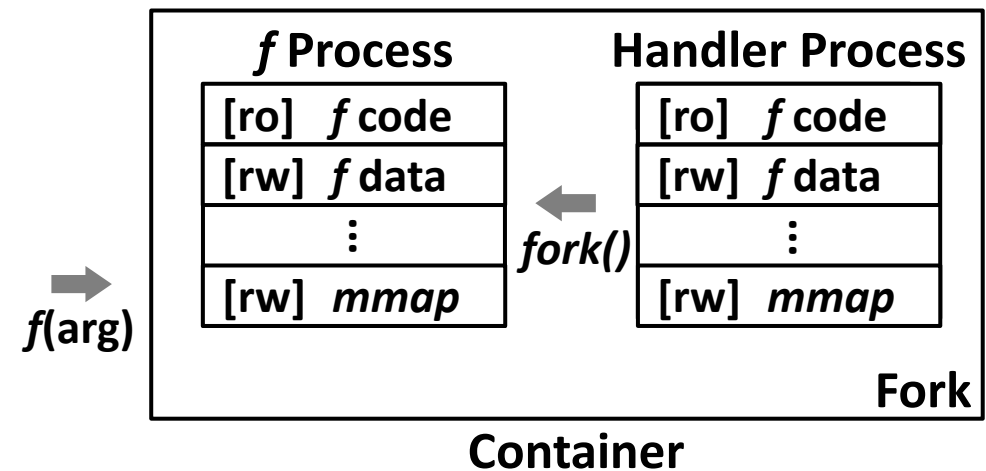 f Process
[ro] f code
[rw] f data
⋮
[rw] mmap
Handler Process
[ro] f code
[rw] f data
⋮
[rw] mmap
fork()
f(arg)
Fork
Container